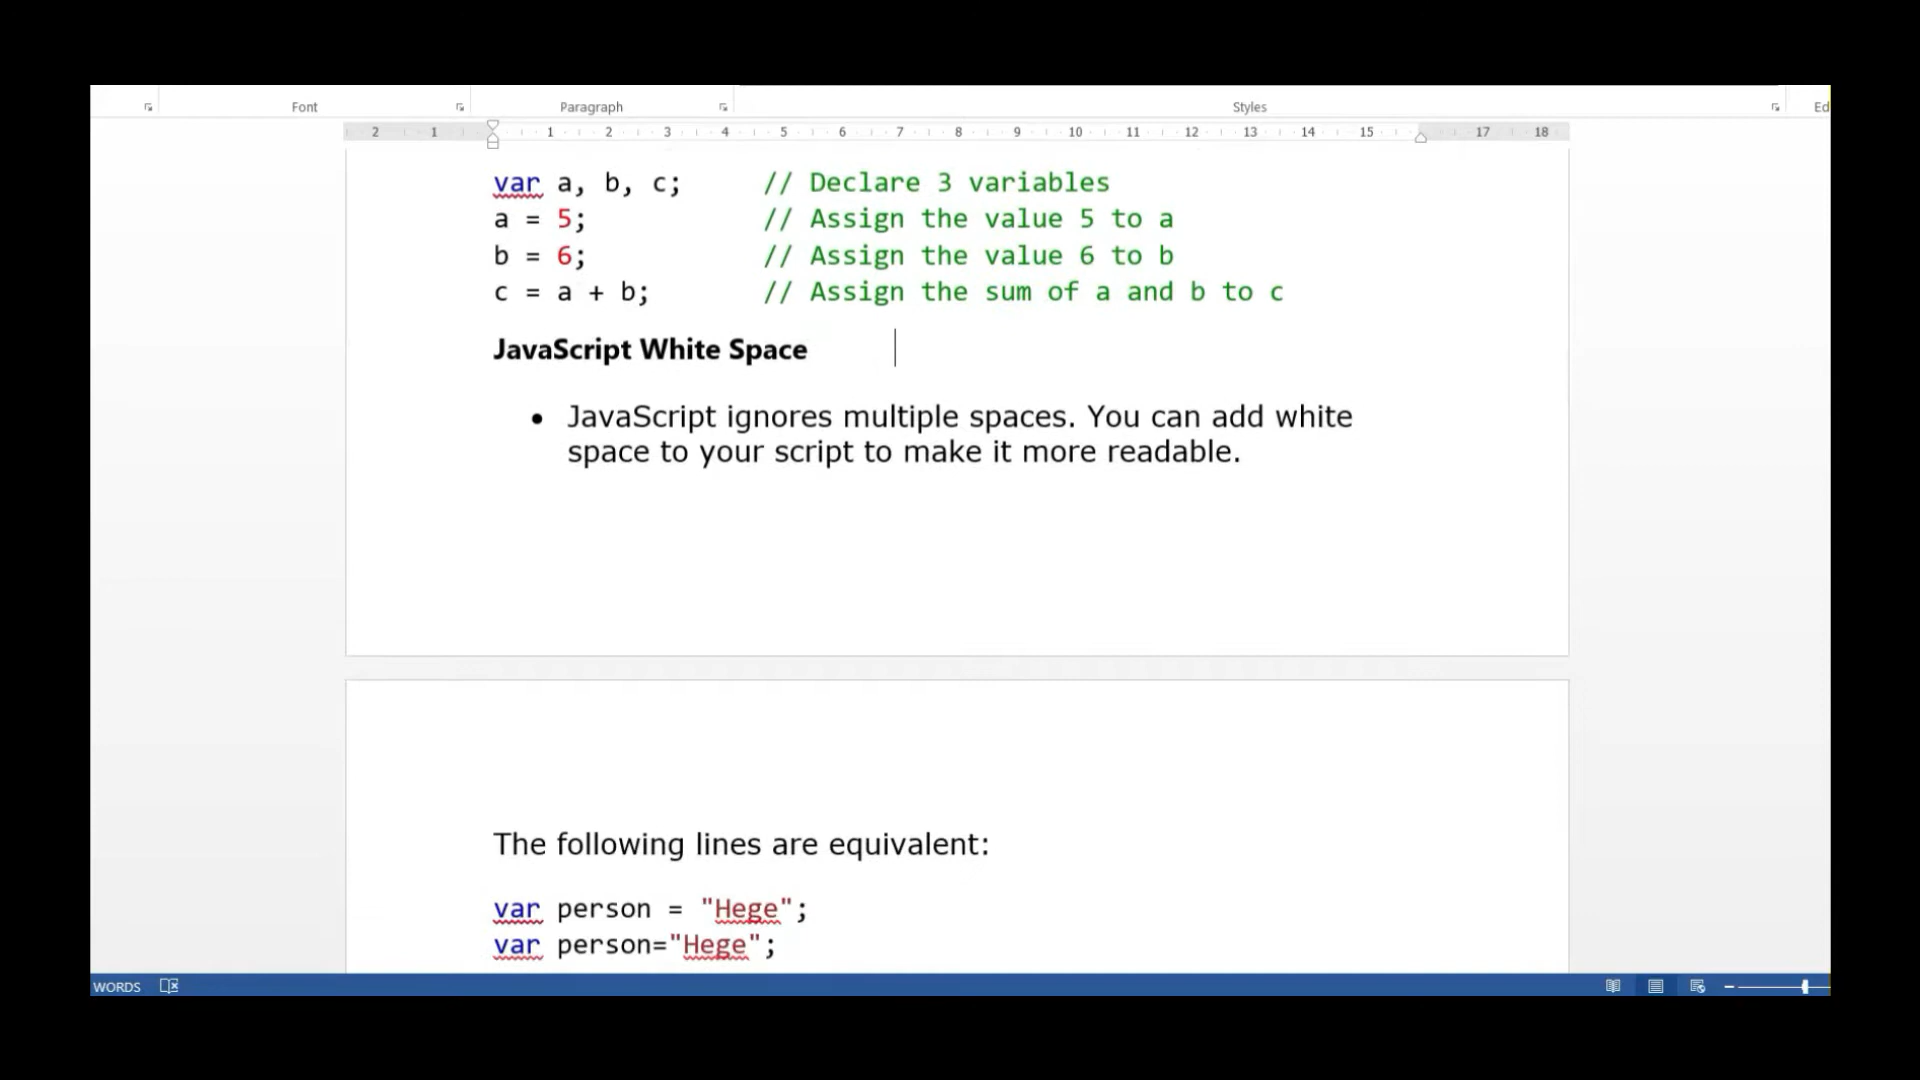 Font Paragraph Styles Ed
2 1 1 2 3 4 5 6 7 8 9 10 11 12 13 14 15 17 18
var a, b, c; // Declare 3 variables
a = 5; // Assign the value 5 to a
b = 6; // Assign the value 6 to b
c = a + b; // Assign the sum of a and b to c
JavaScript White Space
• JavaScript ignores multiple spaces. You can add white
space to your script to make it more readable.
The following lines are equivalent:
var person = "Hege";
var person="Hege";
WORDS